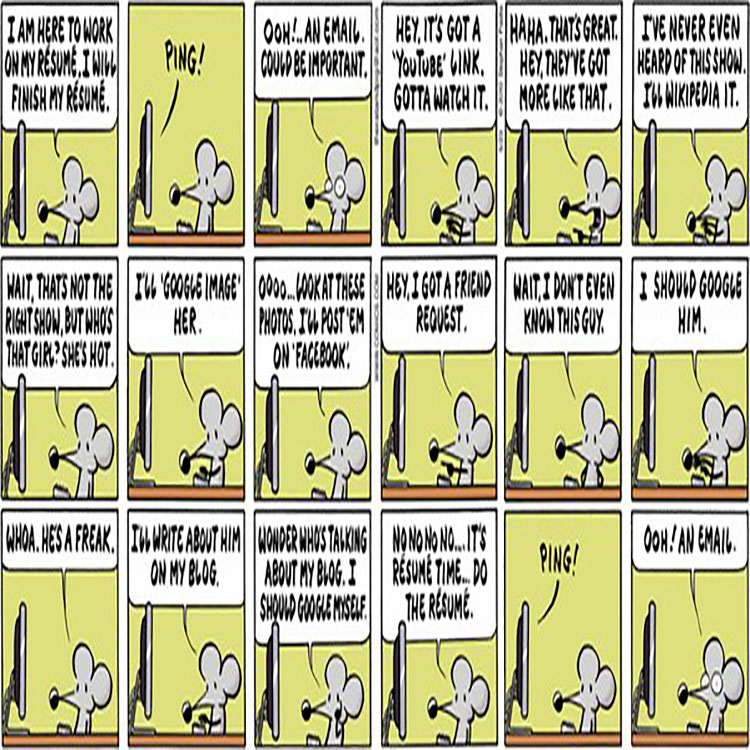 I AM HERE TO WORK
ON MY RÉSUMÉ. I WILL
FINISH MY RÉSUMÉ.
PING!
OOH!...AN EMAIL.
COULD BE IMPORTANT.
HEY, IT'S GOT A
'YOUTUBE' LINK.
GOTTA WATCH IT.
HAHA. THAT'S GREAT.
HEY, THEY'VE GOT
MORE LIKE THAT.
I'VE NEVER EVEN
HEARD OF THIS SHOW.
I'LL WIKIPEDIA IT.
WAIT, THAT'S NOT THE
RIGHT SHOW, BUT WHO'S
THAT GIRL? SHE'S HOT.
I'LL 'GOOGLE IMAGE'
HER.
OOOO...LOOK AT THESE
PHOTOS. I'LL POST 'EM
ON 'FACEBOOK'.
HEY, I GOT A FRIEND
REQUEST.
WAIT, I DON'T EVEN
KNOW THIS GUY.
I SHOULD GOOGLE
HIM.
WHOA. HE'S A FREAK.
I'LL WRITE ABOUT HIM
ON MY BLOG.
WONDER WHO'S TALKING
ABOUT MY BLOG. I
SHOULD GOOGLE MYSELF.
NO NO NO NO.... IT'S
RÉSUMÉ TIME... DO
THE RÉSUMÉ.
PING!
OOH! AN EMAIL.